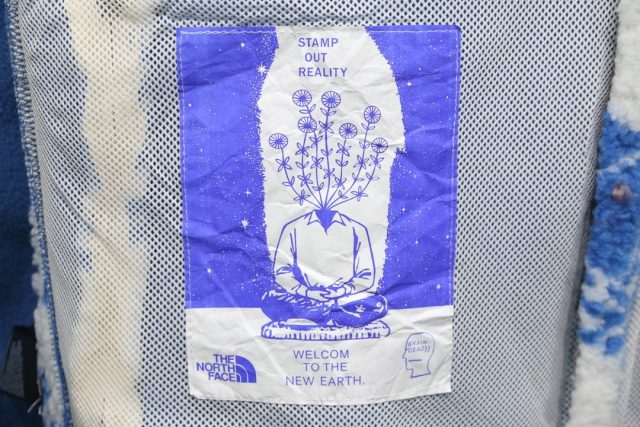 STAMP
OUT
REALITY
THE
NORTH
FACE
WELCOM
TO THE
NEW EARTH.
BRAIN-
DEAD